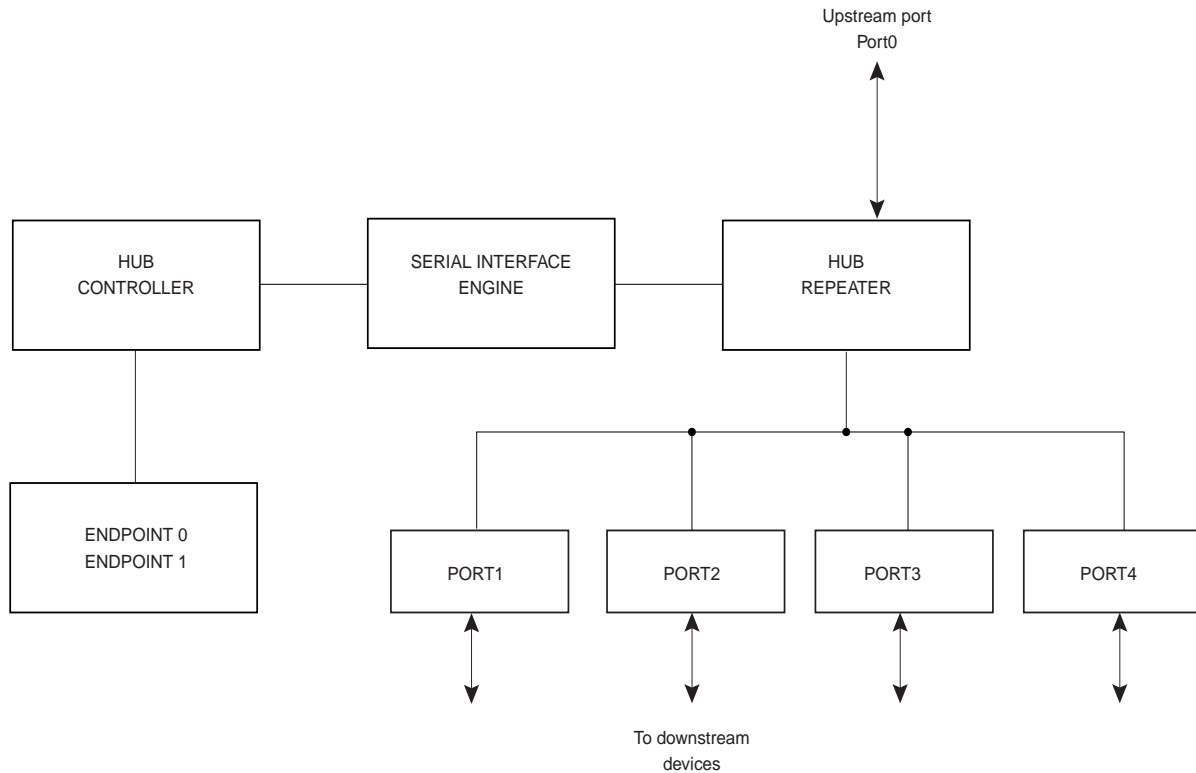 Upstream port
Port0
HUB
CONTROLLER
SERIAL INTERFACE
ENGINE
HUB
REPEATER
ENDPOINT 0
ENDPOINT 1
PORT1
PORT2
PORT3
PORT4
To downstream
devices